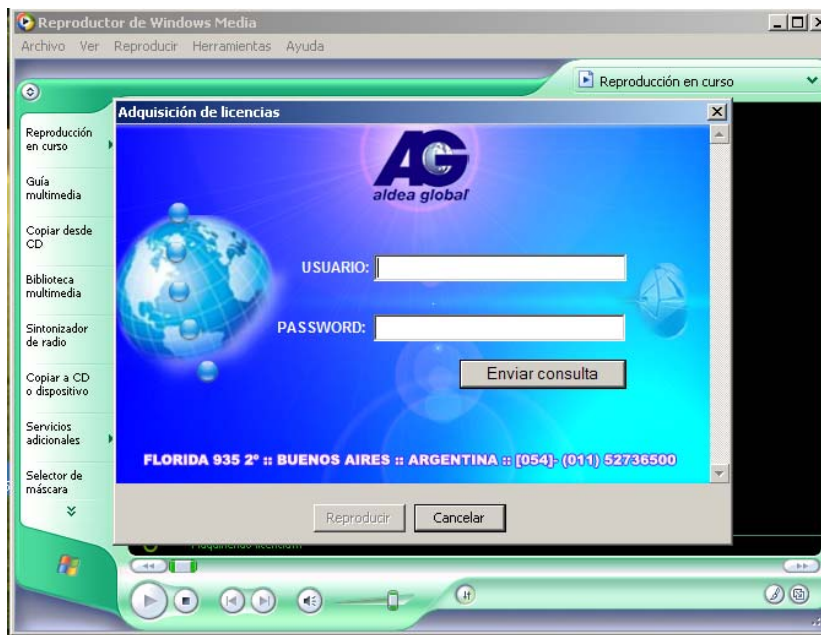 Reproductor de Windows Media
Archivo Ver Reproducir Herramientas Ayuda
Reproducción en curso
Adquisición de licencias
Reproducción
en curso
Guía
multimedia
Copiar desde
CD
Biblioteca
multimedia
Sintonizador
de radio
Copiar a CD
o dispositivo
Servicios
adicionales
Selector de
máscara
AG
aldea global
USUARIO:
PASSWORD:
Enviar consulta
FLORIDA 935 2º :: BUENOS AIRES :: ARGENTINA :: [054]- (011) 52736500
Reproducir Cancelar